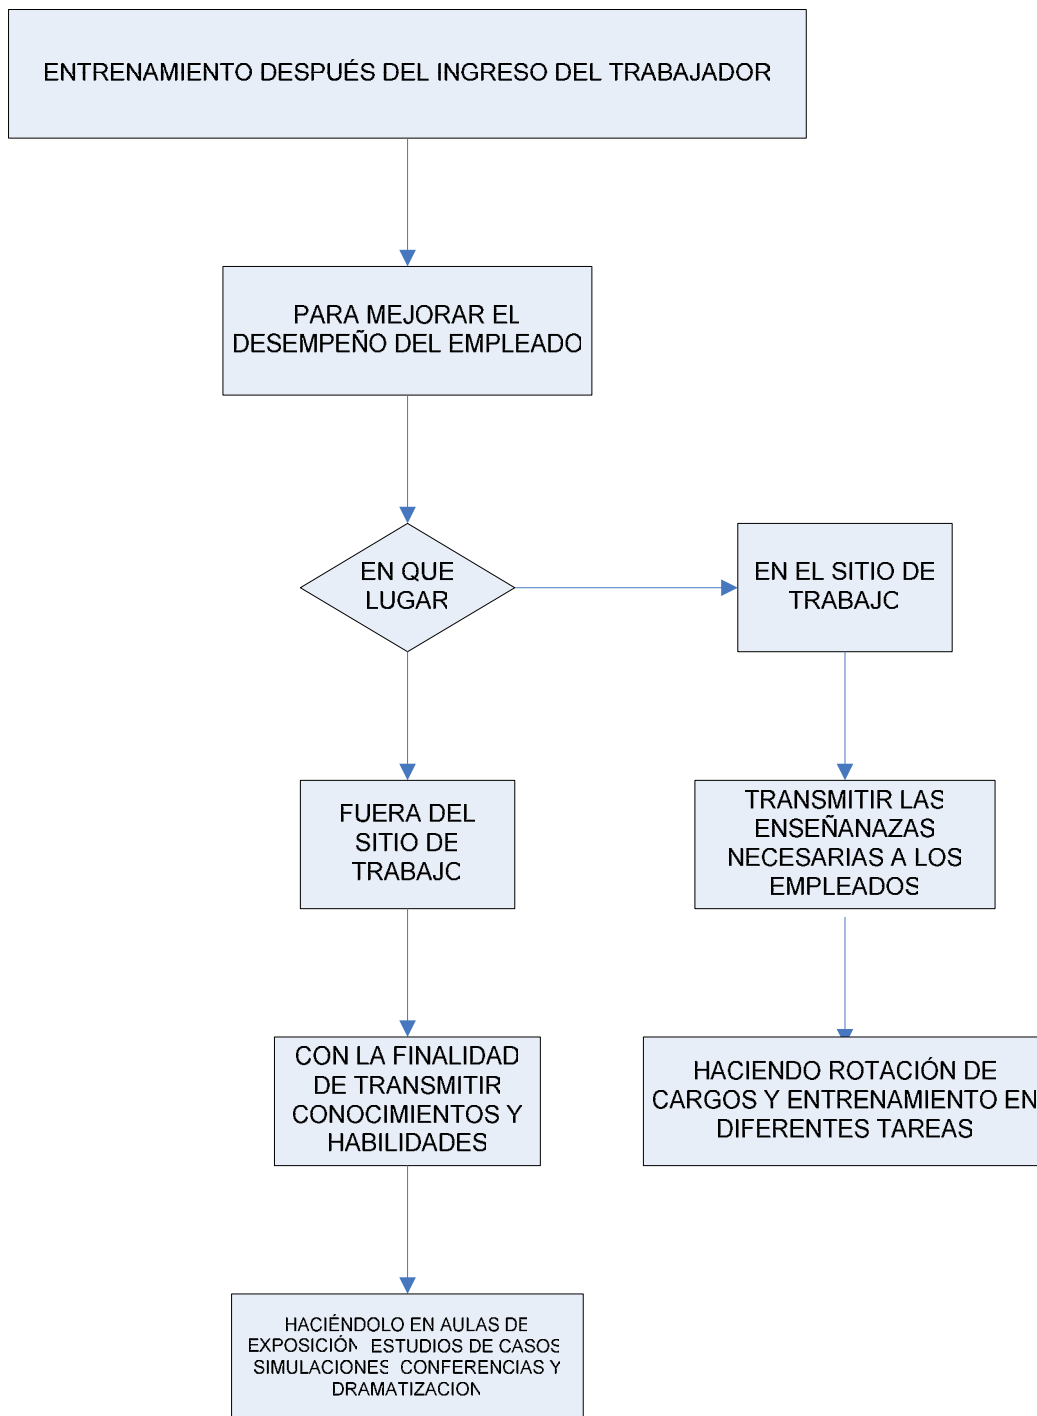 ENTRENAMIENTO DESPUÉS DEL INGRESO DEL TRABAJADOR
PARA MEJORAR EL
DESEMPEÑO DEL EMPLEADO
EN QUE
LUGAR
EN EL SITIO DE
TRABAJO
FUERA DEL
SITIO DE
TRABAJO
TRANSMITIR LAS
ENSEÑANAZAS
NECESARIAS A LOS
EMPLEADOS
CON LA FINALIDAD
DE TRANSMITIR
CONOCIMIENTOS Y
HABILIDADES
HACIENDO ROTACIÓN DE
CARGOS Y ENTRENAMIENTO EN
DIFERENTES TAREAS
HACIÉNDOLO EN AULAS DE
EXPOSICIÓN ESTUDIOS DE CASOS
SIMULACIONES CONFERENCIAS Y
DRAMATIZACION